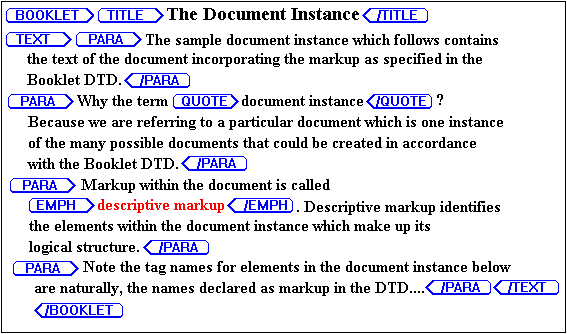 BOOKLET TITLE The Document Instance /TITLE
TEXT PARA The sample document instance which follows contains
the text of the document incorporating the markup as specified in the
Booklet DTD. /PARA
PARA Why the term QUOTE document instance /QUOTE ?
Because we are referring to a particular document which is one instance
of the many possible documents that could be created in accordance
with the Booklet DTD. /PARA
PARA Markup within the document is called
EMPH descriptive markup /EMPH . Descriptive markup identifies
the elements within the document instance which make up its
logical structure. /PARA
PARA Note the tag names for elements in the document instance below
are naturally, the names declared as markup in the DTD.... /PARA /TEXT
/BOOKLET